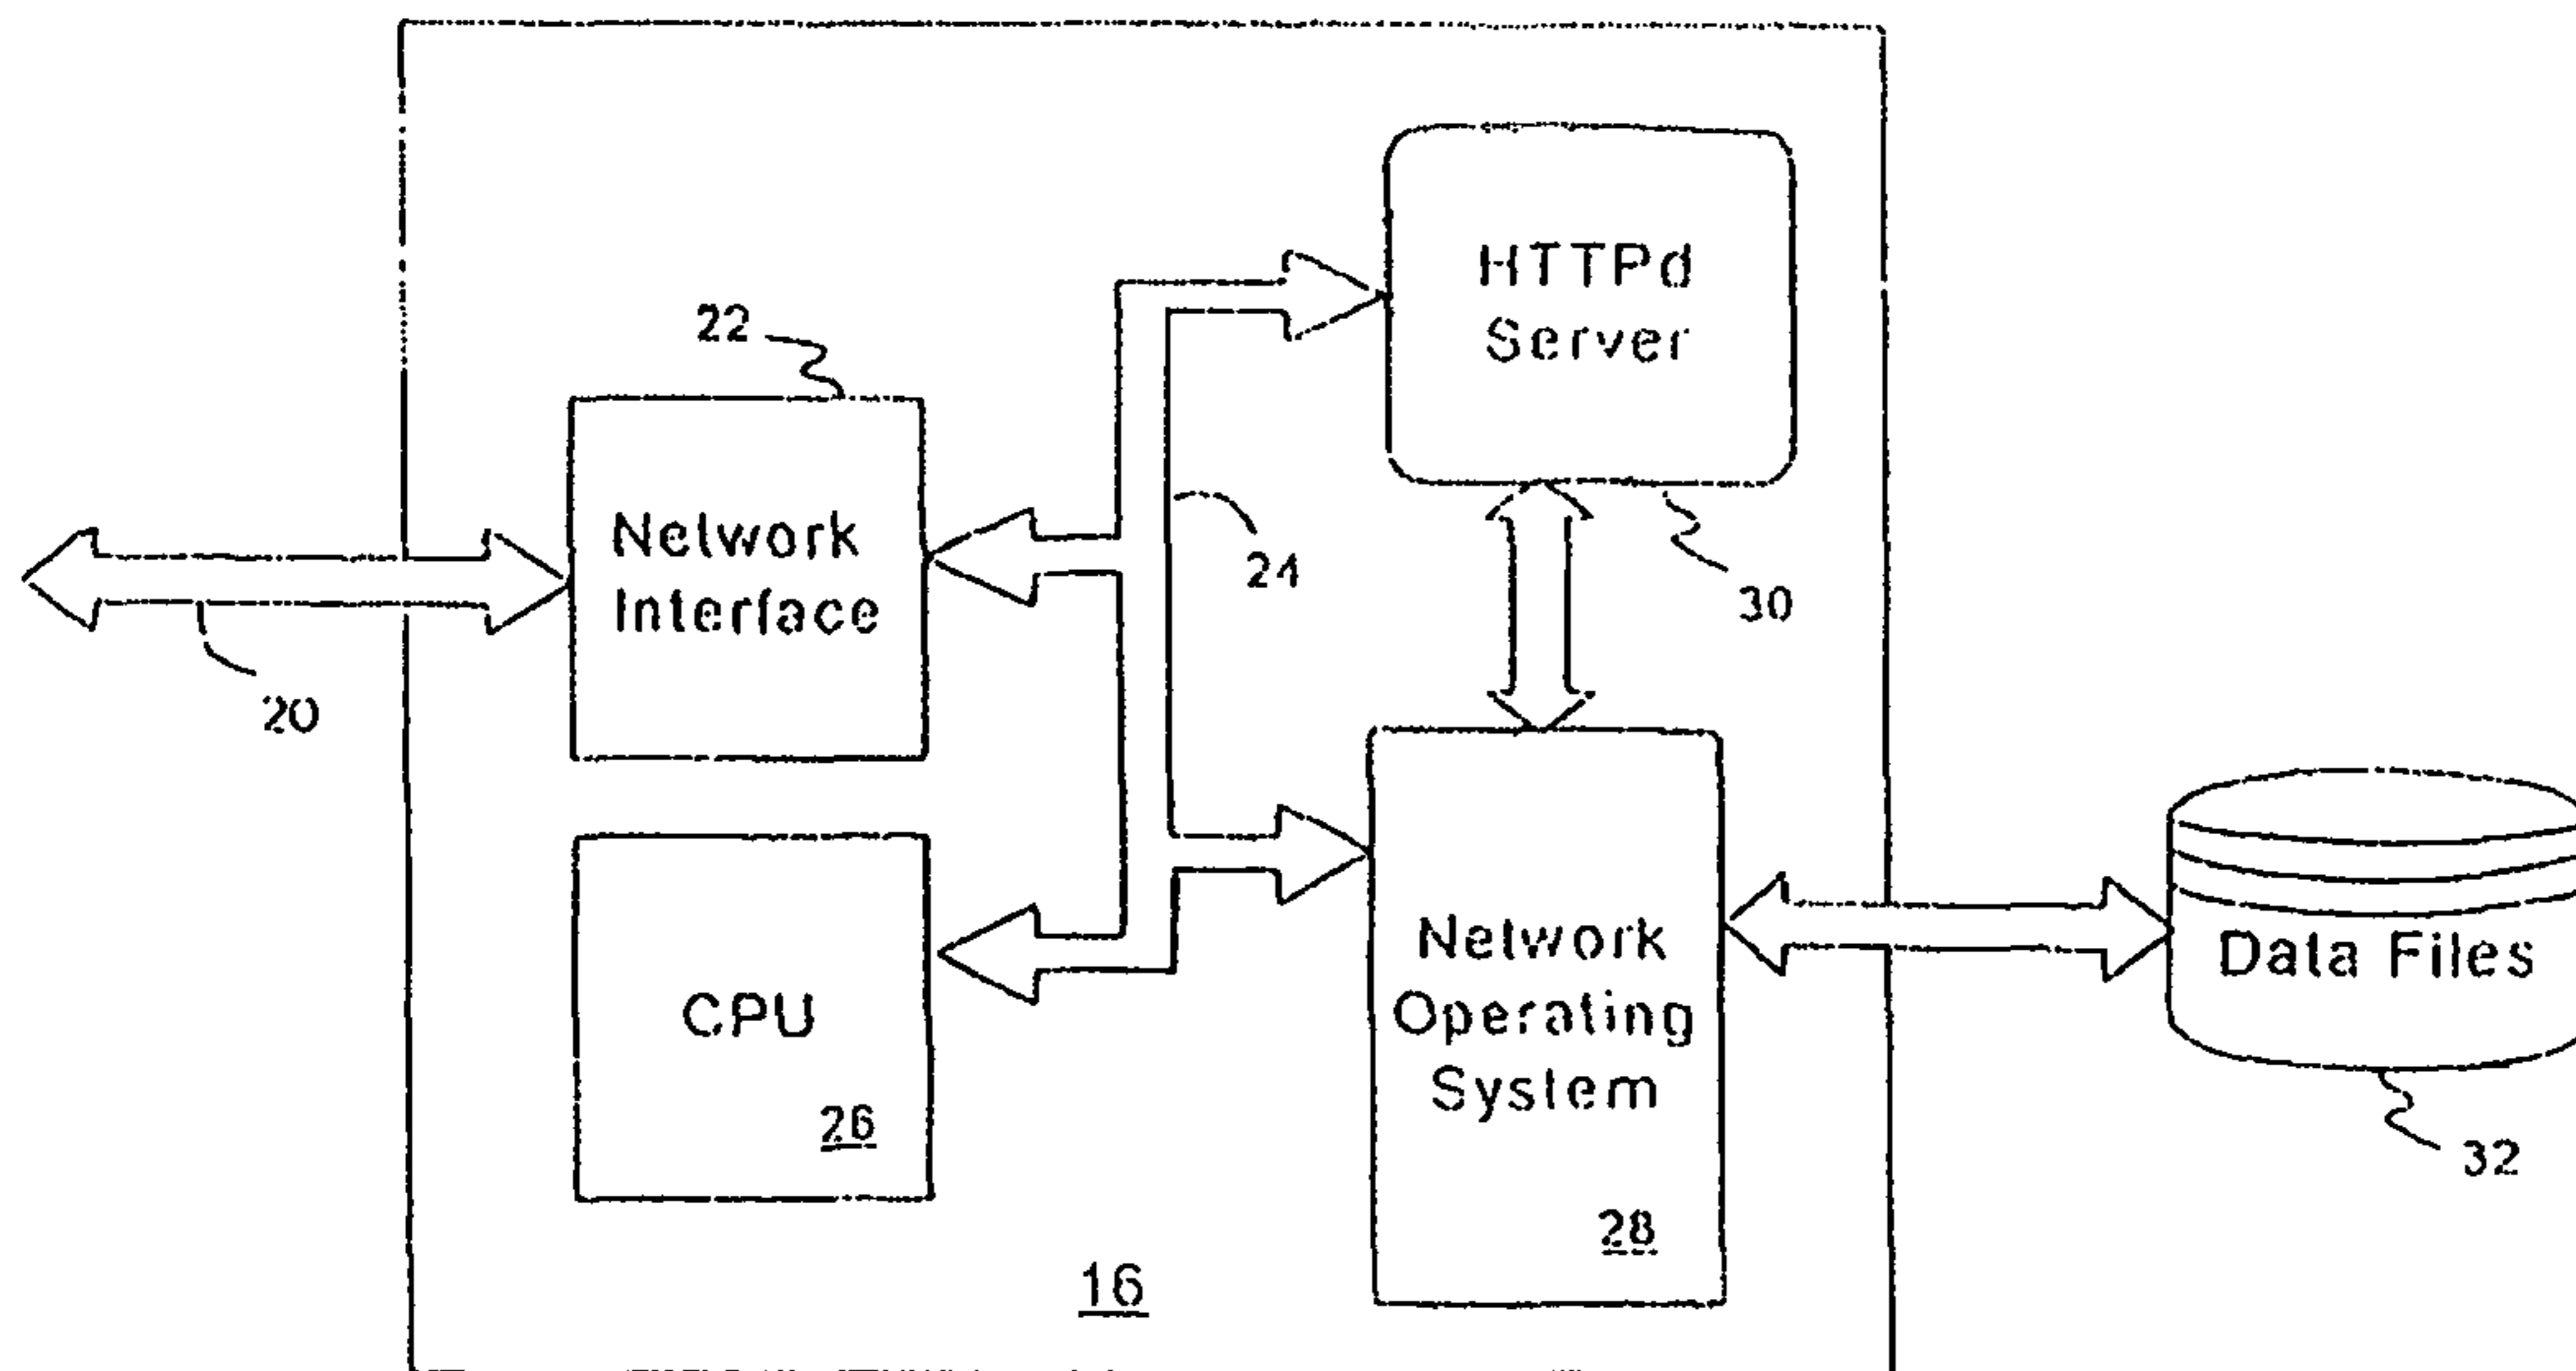 HTTPd
Server
22
Network
Interface
24
30
20
Network
Operating
System
Data Files
CPU
26
32
28
16